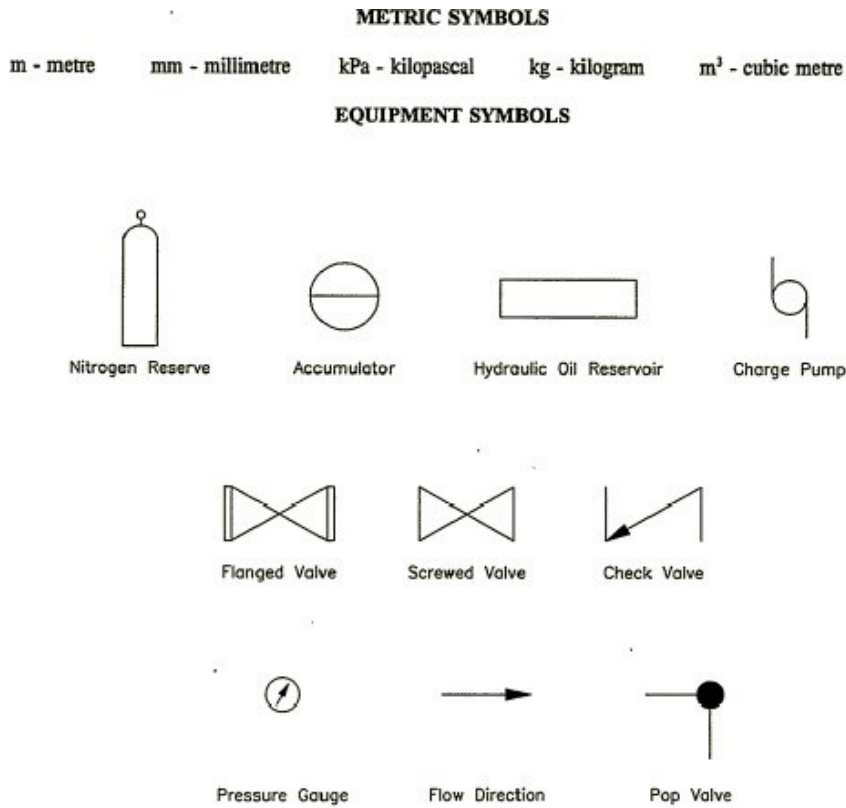 METRIC SYMBOLS
m - metre mm - millimetre kPa - kilopascal kg - kilogram m³ - cubic metre
EQUIPMENT SYMBOLS
Nitrogen Reserve Accumulator Hydraulic Oil Reservoir Charge Pump
Flanged Valve Screwed Valve Check Valve
Pressure Gauge Flow Direction Pop Valve